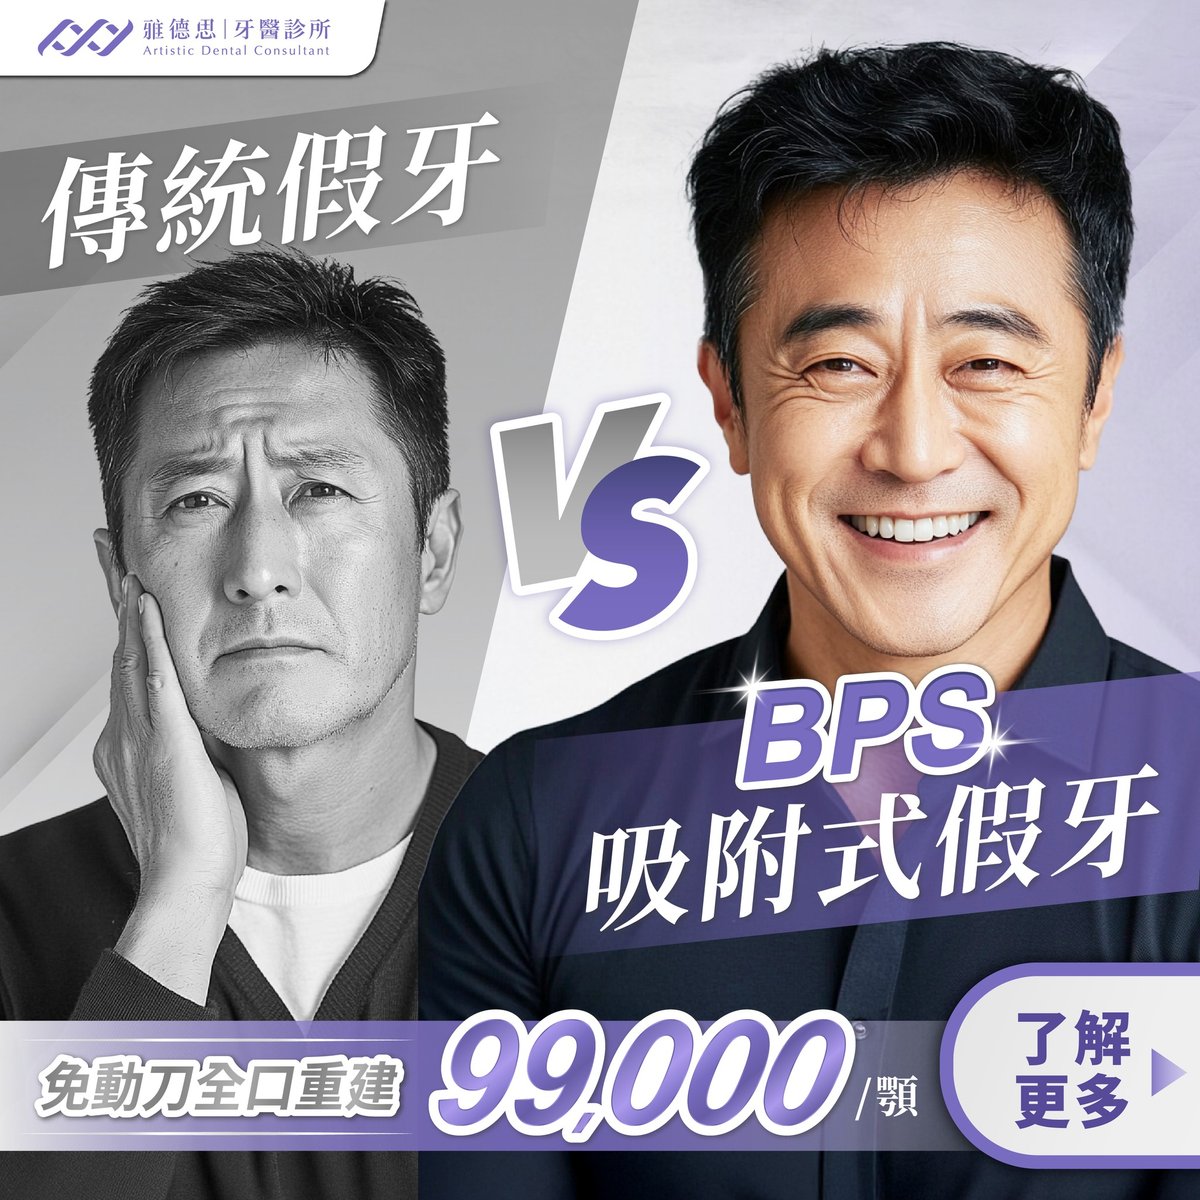 雅德思|牙醫診所
Artistic Dental Consultant
傳統假牙
VS
BPS
吸附式假牙
免動刀全口重建 99,000/顎
了解
更多